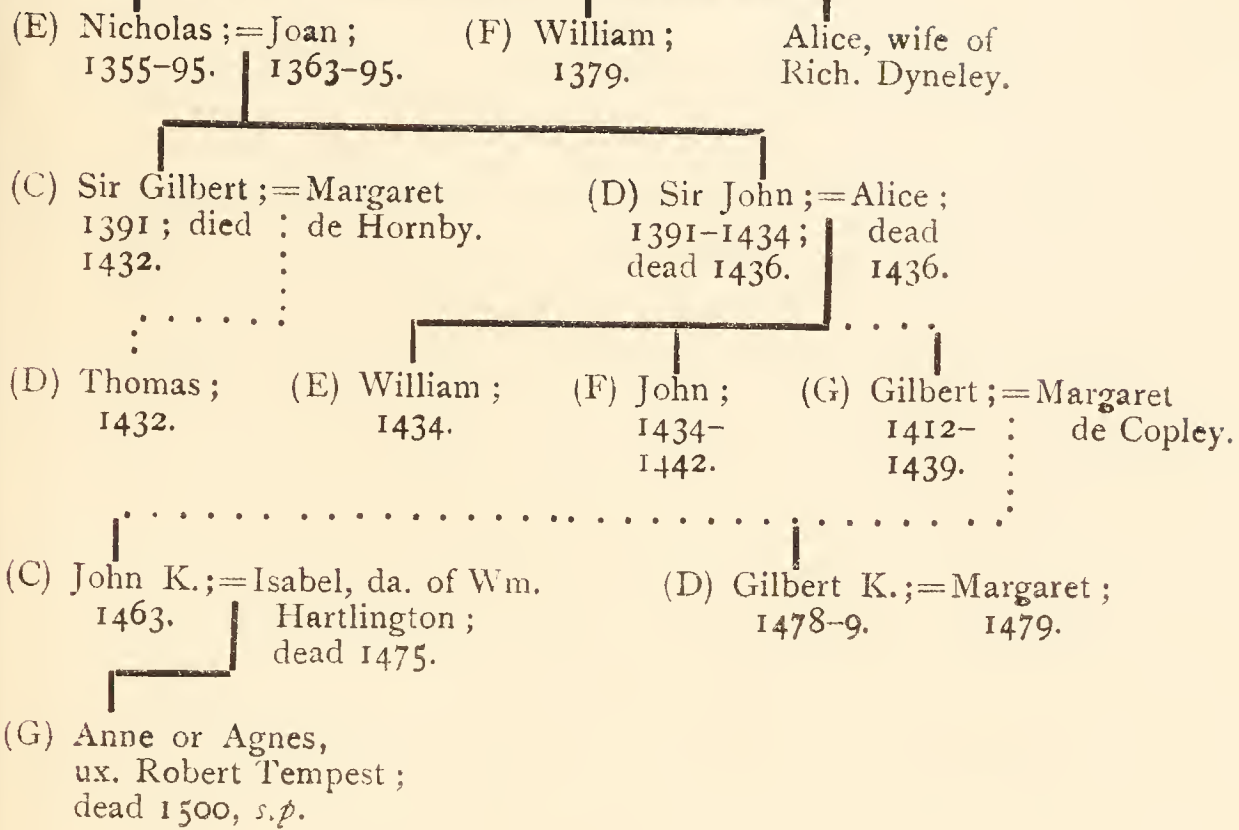 (E) Nicholas ;=Joan ; (F) William ; Alice, wife of
1355-95. 1363-95. 1379. Rich. Dyneley.
(C) Sir Gilbert ;=Margaret (D) Sir John ;=Alice ;
1391 ; died de Hornby. 1391-1434 ; dead
1432. dead 1436. 1436.
(D) Thomas ; (E) William ; (F) John ; (G) Gilbert ;=Margaret
1432. 1434. 1434- 1412- de Copley.
1442. 1439.
(C) John K. ;=Isabel, da. of Wm. (D) Gilbert K. ;=Margaret ;
1463. Hartlington ; 1478-9. 1479.
dead 1475.
(G) Anne or Agnes,
ux. Robert Tempest ;
dead 1500, s.p.